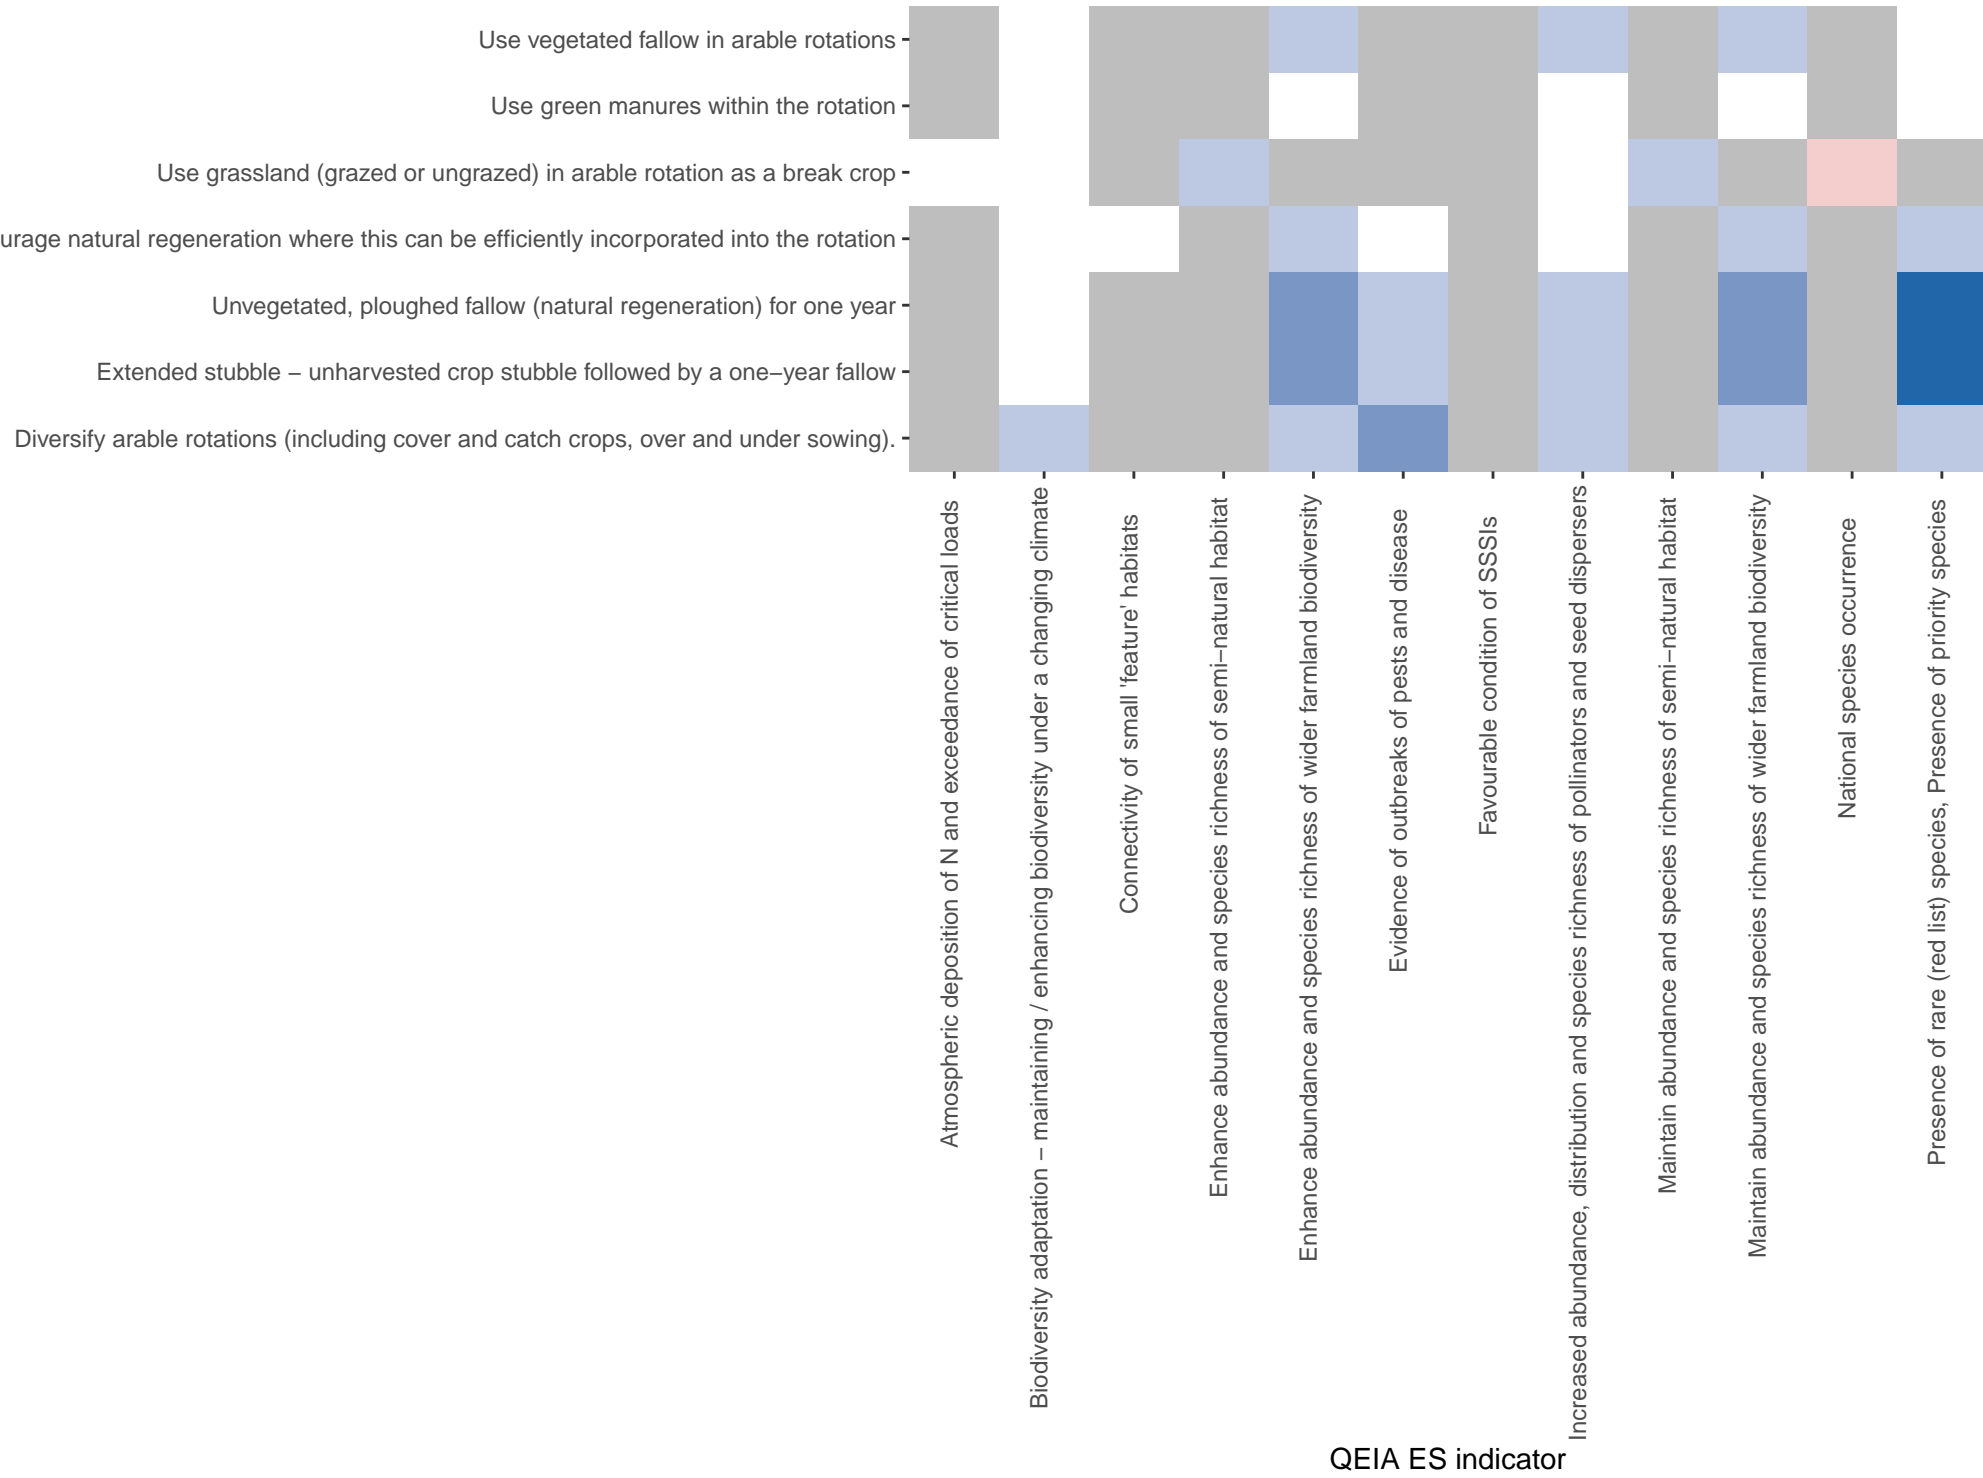 Use vegetated fallow in arable rotations
Use green manures within the rotation
Use grassland (grazed or ungrazed) in arable rotation as a break crop
urage natural regeneration where this can be efficiently incorporated into the rotation
Unvegetated, ploughed fallow (natural regeneration) for one year
Extended stubble − unharvested crop stubble followed by a one−year fallow
Diversify arable rotations (including cover and catch crops, over and under sowing).
Atmospheric deposition of N and exceedance of critical loads
Biodiversity adaptation − maintaining / enhancing biodiversity under a changing climate
Connectivity of small 'feature' habitats
Enhance abundance and species richness of semi−natural habitat
Enhance abundance and species richness of wider farmland biodiversity
Evidence of outbreaks of pests and disease
Favourable condition of SSSIs
Increased abundance, distribution and species richness of pollinators and seed dispersers
Maintain abundance and species richness of semi−natural habitat
Maintain abundance and species richness of wider farmland biodiversity
National species occurrence
Presence of rare (red list) species, Presence of priority species
QEIA ES indicator